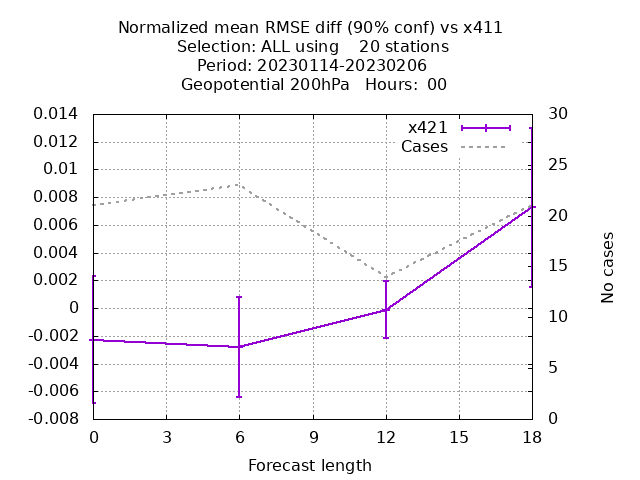 Normalized mean RMSE diff (90% conf) vs x411
Selection: ALL using    20 stations
Period: 20230114-20230206
Geopotential 200hPa   Hours:  00
0.014
0.012
0.01
0.008
0.006
0.004
0.002
0
-0.002
-0.004
-0.006
-0.008
x421
Cases
30
25
20
15
10
5
0
No cases
0 3 6 9 12 15 18
Forecast length